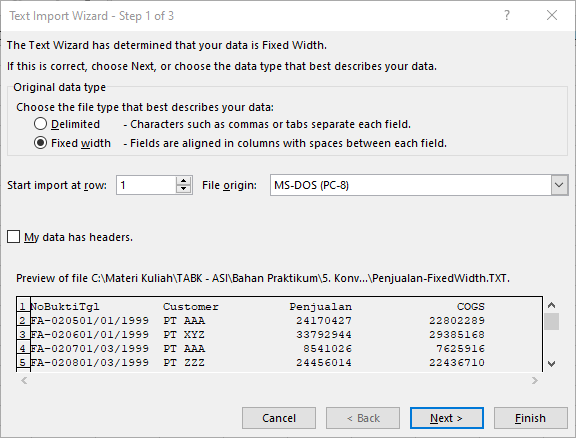 Text Import Wizard - Step 1 of 3
The Text Wizard has determined that your data is Fixed Width.
If this is correct, choose Next, or choose the data type that best describes your data.
Original data type
Choose the file type that best describes your data:
Delimited - Characters such as commas or tabs separate each field.
Fixed width - Fields are aligned in columns with spaces between each field.
Start import at row: 1 File origin: MS-DOS (PC-8)
My data has headers.
Preview of file C:\Materi Kuliah\TABK - ASI\Bahan Praktikum\5. Konv...\Penjualan-FixedWidth.TXT.
1 NoBuktiTgl Customer Penjualan COGS
2 FA-020501/01/1999 PT AAA 24170427 22802289
3 FA-020601/01/1999 PT XYZ 33792944 29385168
4 FA-020701/03/1999 PT AAA 8541026 7625916
5 FA-020801/03/1999 PT ZZZ 24456014 22436710
Cancel < Back Next > Finish